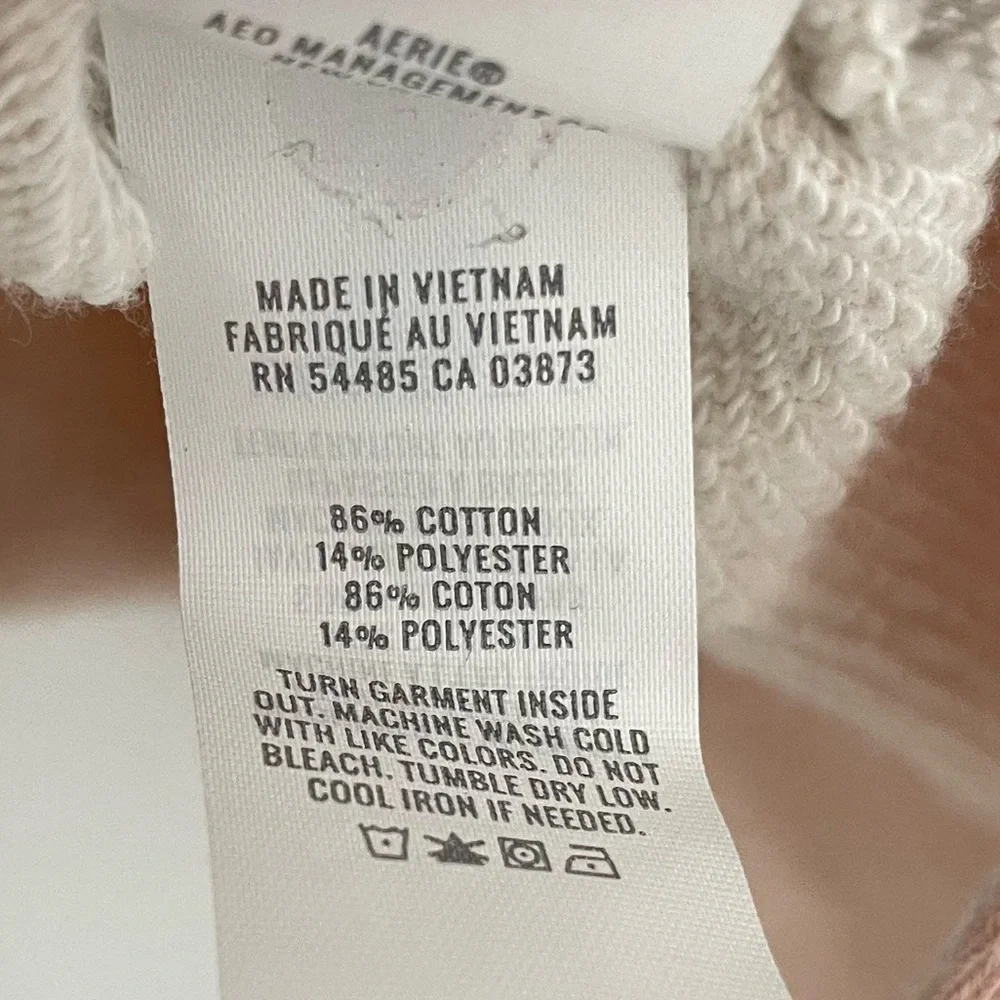 AERIE®
AEO MANAGEMENT CO
MADE IN VIETNAM
FABRIQUÉ AU VIETNAM
RN 54485 CA 03873
86% COTTON
14% POLYESTER
86% COTON
14% POLYESTER
TURN GARMENT INSIDE
OUT. MACHINE WASH COLD
WITH LIKE COLORS. DO NOT
BLEACH. TUMBLE DRY LOW.
COOL IRON IF NEEDED.